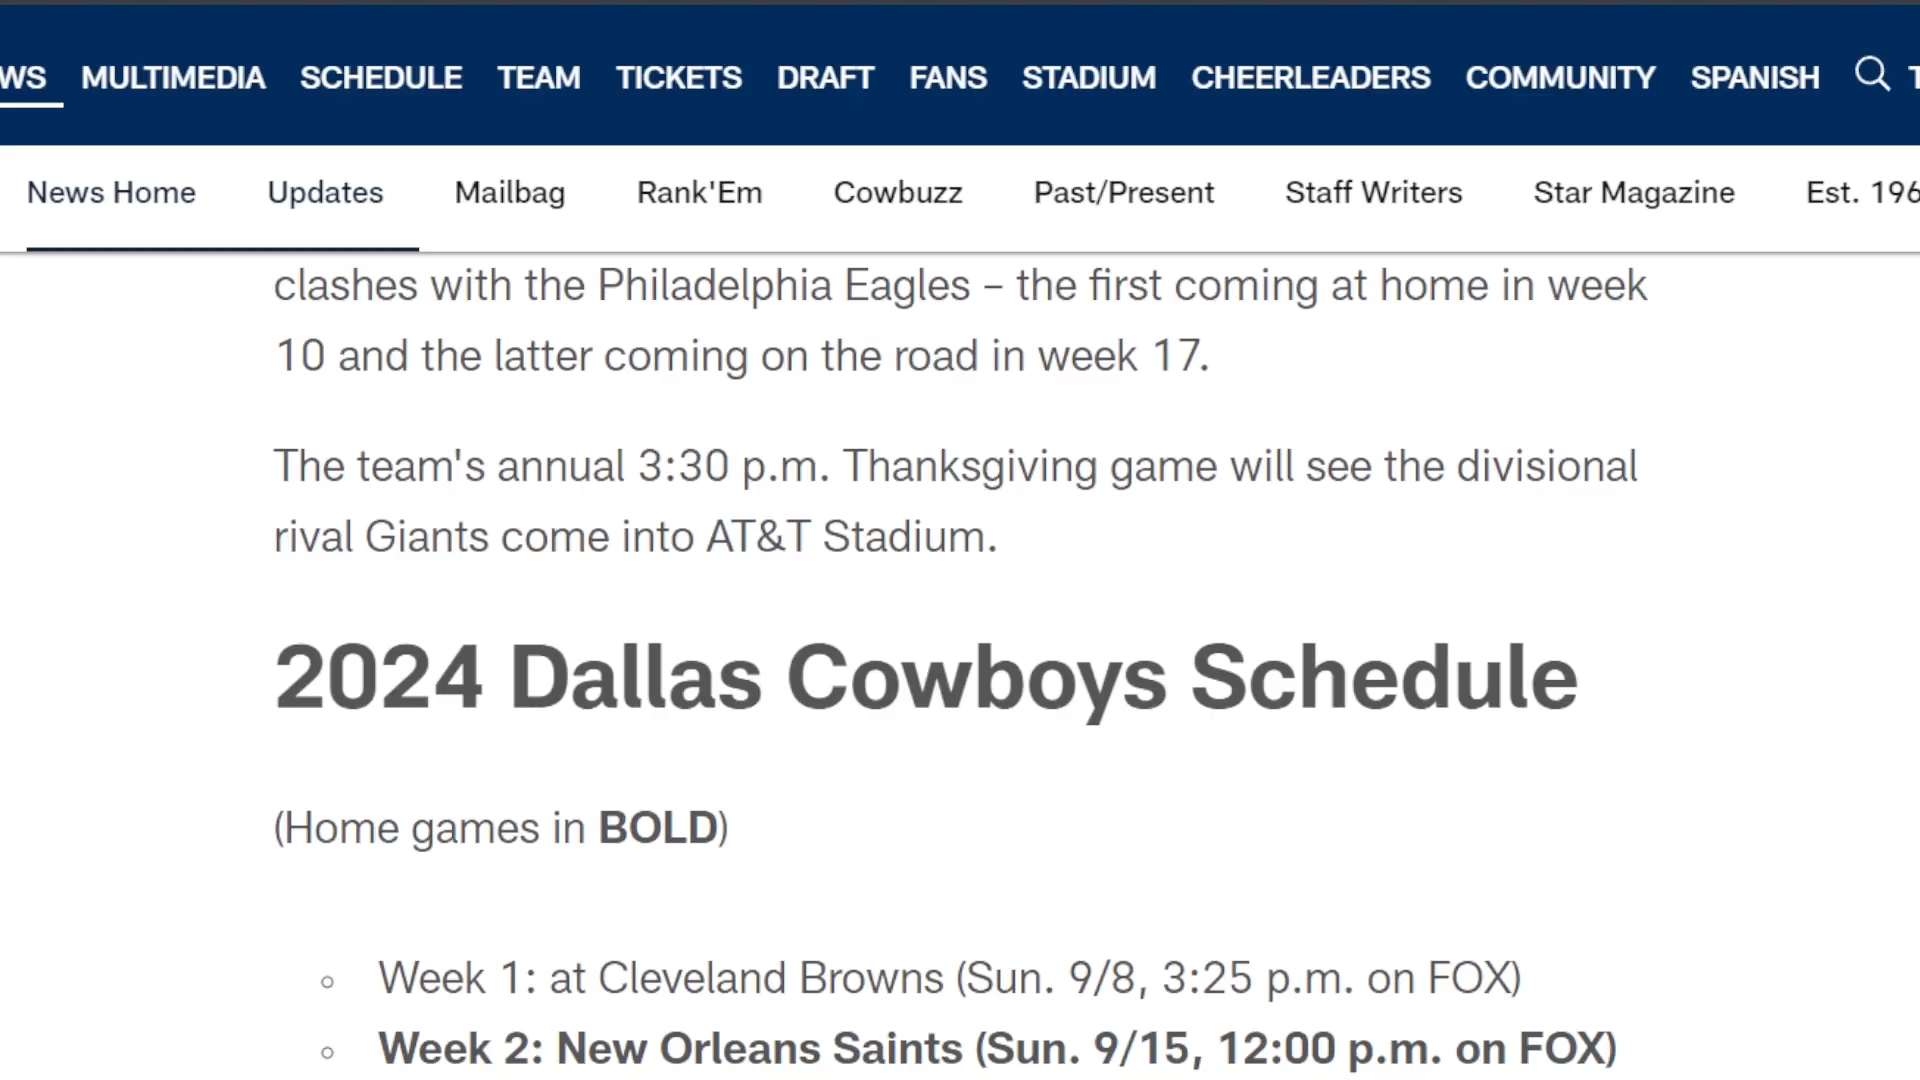 WS MULTIMEDIA SCHEDULE TEAM TICKETS DRAFT FANS STADIUM CHEERLEADERS COMMUNITY SPANISH T
News Home Updates Mailbag Rank'Em Cowbuzz Past/Present Staff Writers Star Magazine Est. 196
clashes with the Philadelphia Eagles – the first coming at home in week
10 and the latter coming on the road in week 17.
The team's annual 3:30 p.m. Thanksgiving game will see the divisional
rival Giants come into AT&T Stadium.
2024 Dallas Cowboys Schedule
(Home games in BOLD)
Week 1: at Cleveland Browns (Sun. 9/8, 3:25 p.m. on FOX)
Week 2: New Orleans Saints (Sun. 9/15, 12:00 p.m. on FOX)